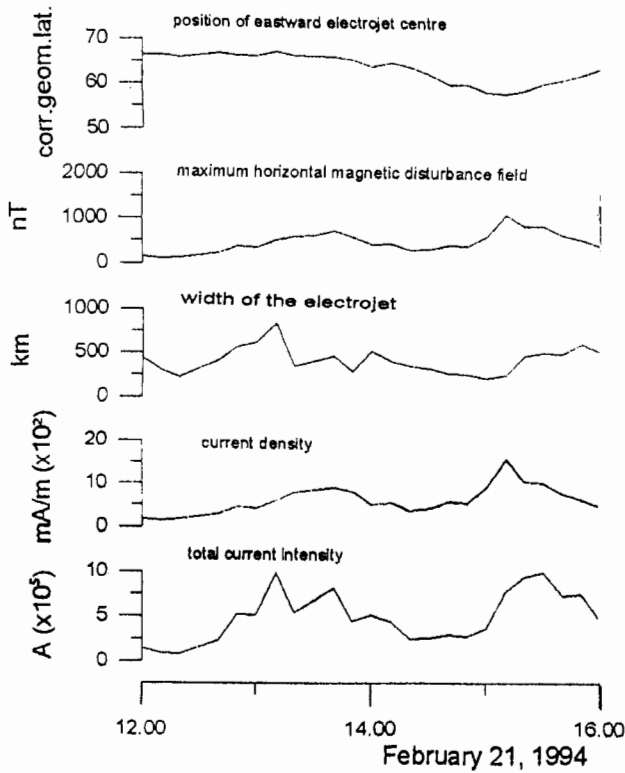 position of eastward electrojet centre
corr.geom.lat.
70
60
50
maximum horizontal magnetic disturbance field
nT
2000
1000
0
width of the electrojet
km
1000
500
0
current density
mA/m (x10²)
20
10
0
total current intensity
A (x10⁵)
10
5
0
12.00 14.00 16.00
February 21, 1994